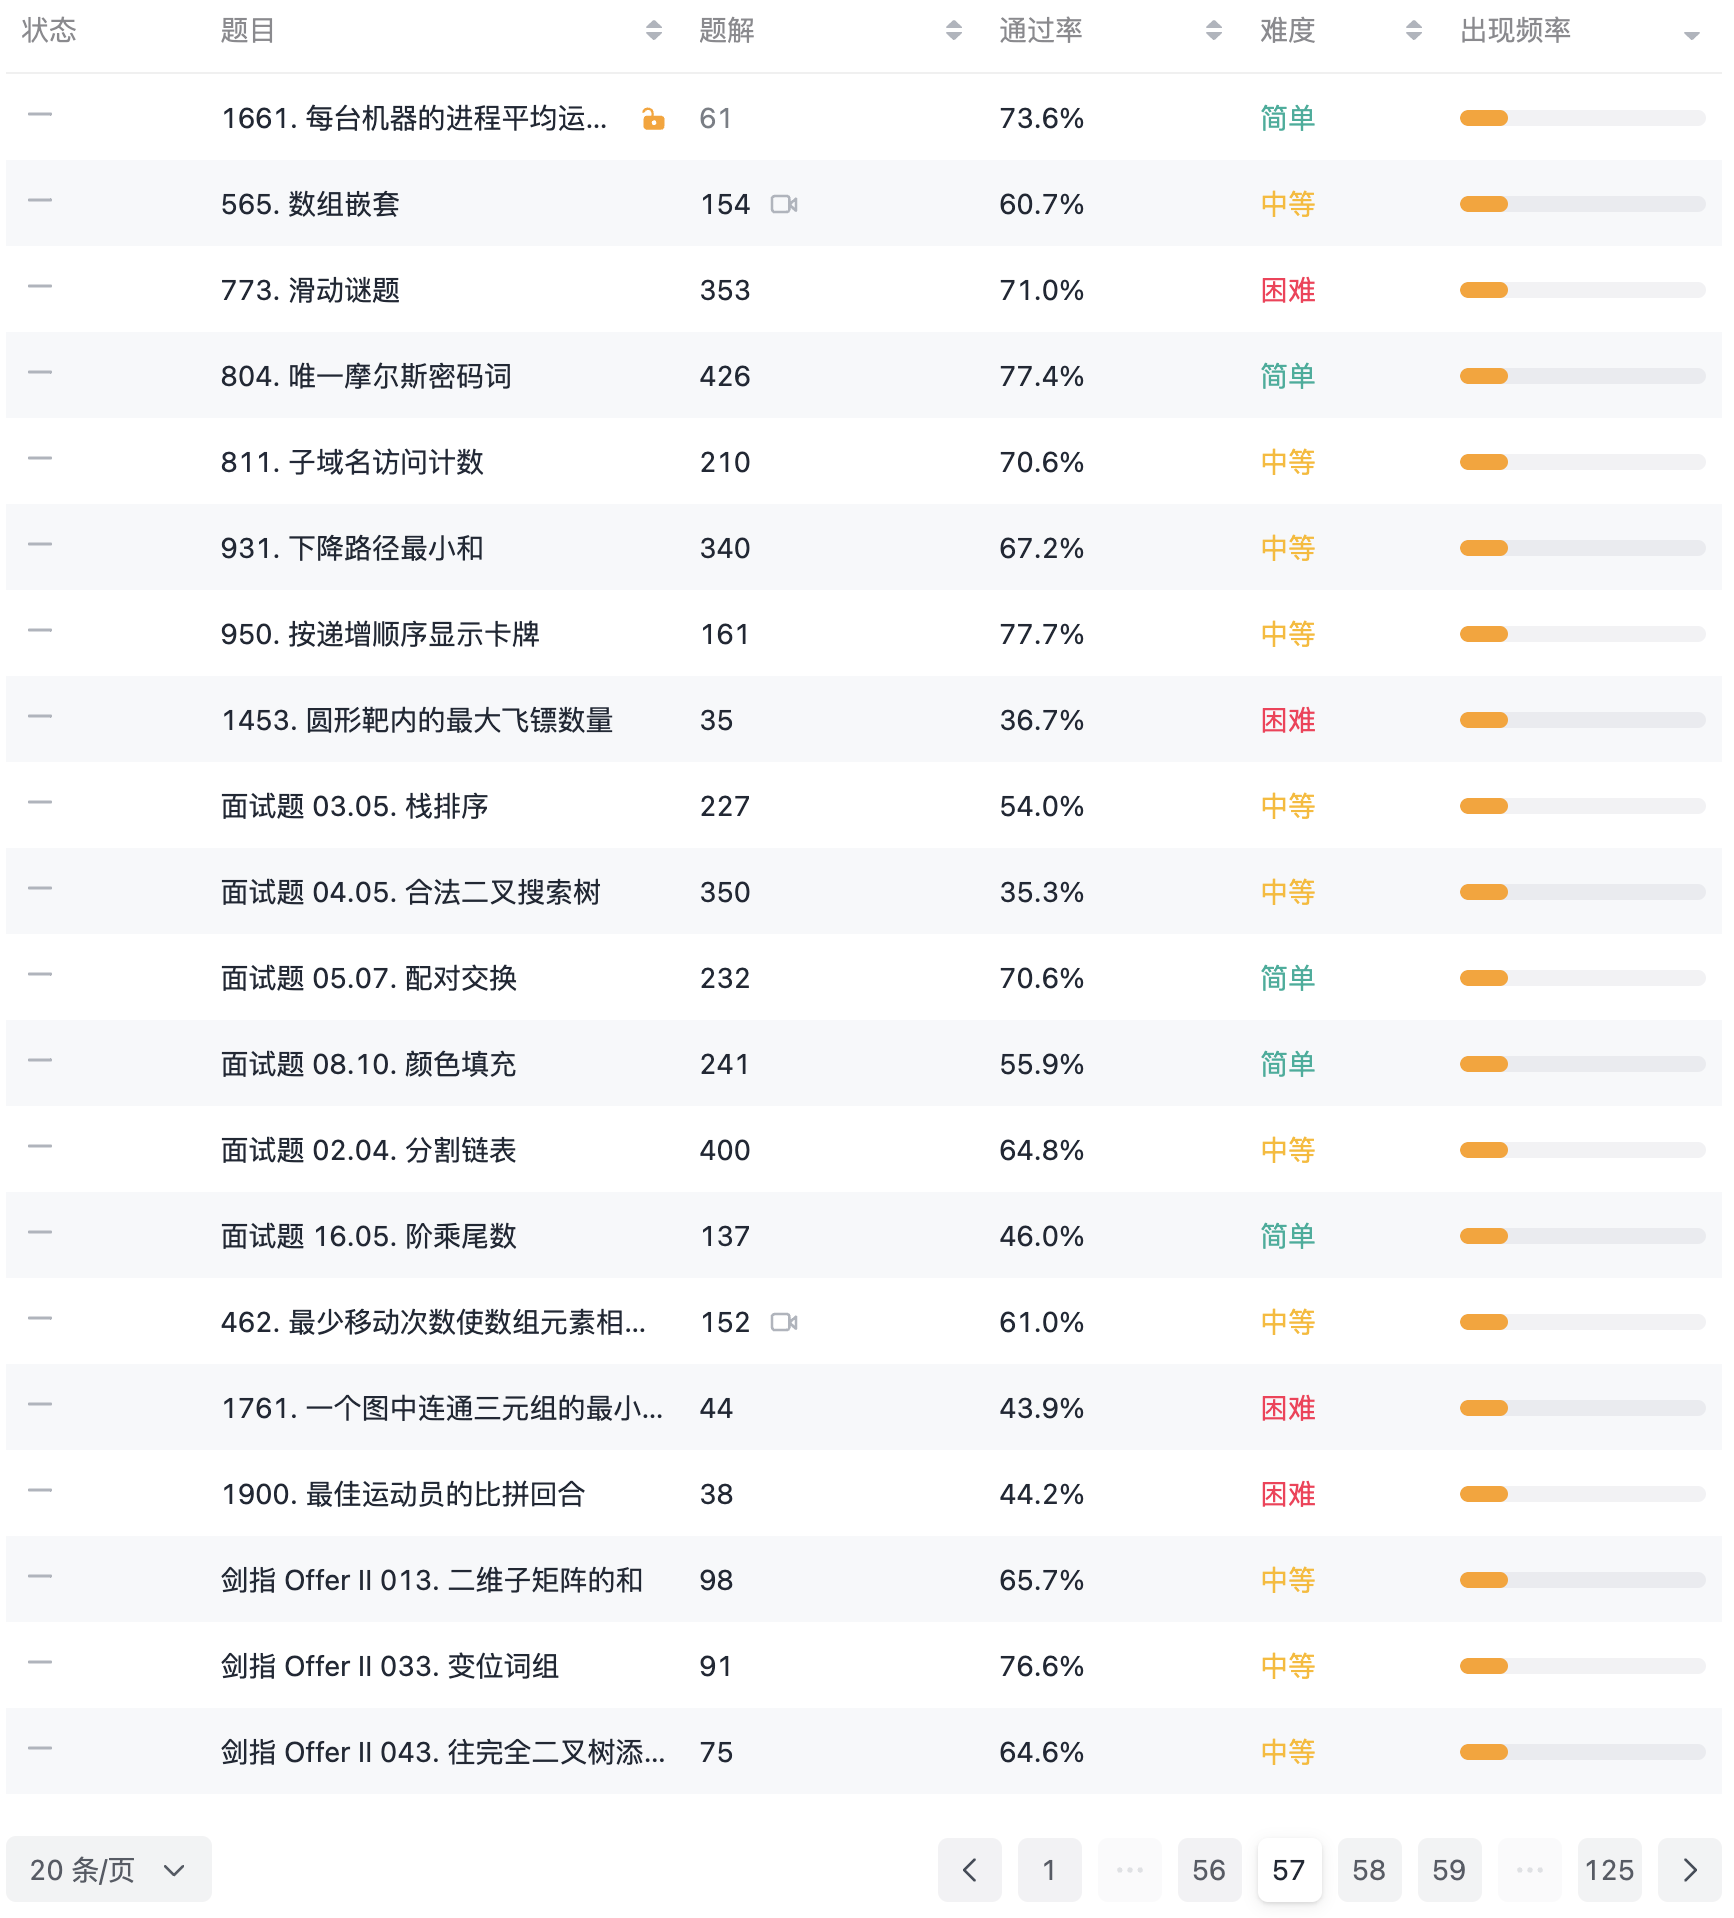 状态 题目 题解 通过率 难度 出现频率
1661. 每台机器的进程平均运... 61 73.6% 简单
565. 数组嵌套 154 60.7% 中等
773. 滑动谜题 353 71.0% 困难
804. 唯一摩尔斯密码词 426 77.4% 简单
811. 子域名访问计数 210 70.6% 中等
931. 下降路径最小和 340 67.2% 中等
950. 按递增顺序显示卡牌 161 77.7% 中等
1453. 圆形靶内的最大飞镖数量 35 36.7% 困难
面试题 03.05. 栈排序 227 54.0% 中等
面试题 04.05. 合法二叉搜索树 350 35.3% 中等
面试题 05.07. 配对交换 232 70.6% 简单
面试题 08.10. 颜色填充 241 55.9% 简单
面试题 02.04. 分割链表 400 64.8% 中等
面试题 16.05. 阶乘尾数 137 46.0% 简单
462. 最少移动次数使数组元素相... 152 61.0% 中等
1761. 一个图中连通三元组的最小... 44 43.9% 困难
1900. 最佳运动员的比拼回合 38 44.2% 困难
剑指 Offer II 013. 二维子矩阵的和 98 65.7% 中等
剑指 Offer II 033. 变位词组 91 76.6% 中等
剑指 Offer II 043. 往完全二叉树添... 75 64.6% 中等
20 条/页 1 ... 56 57 58 59 ... 125